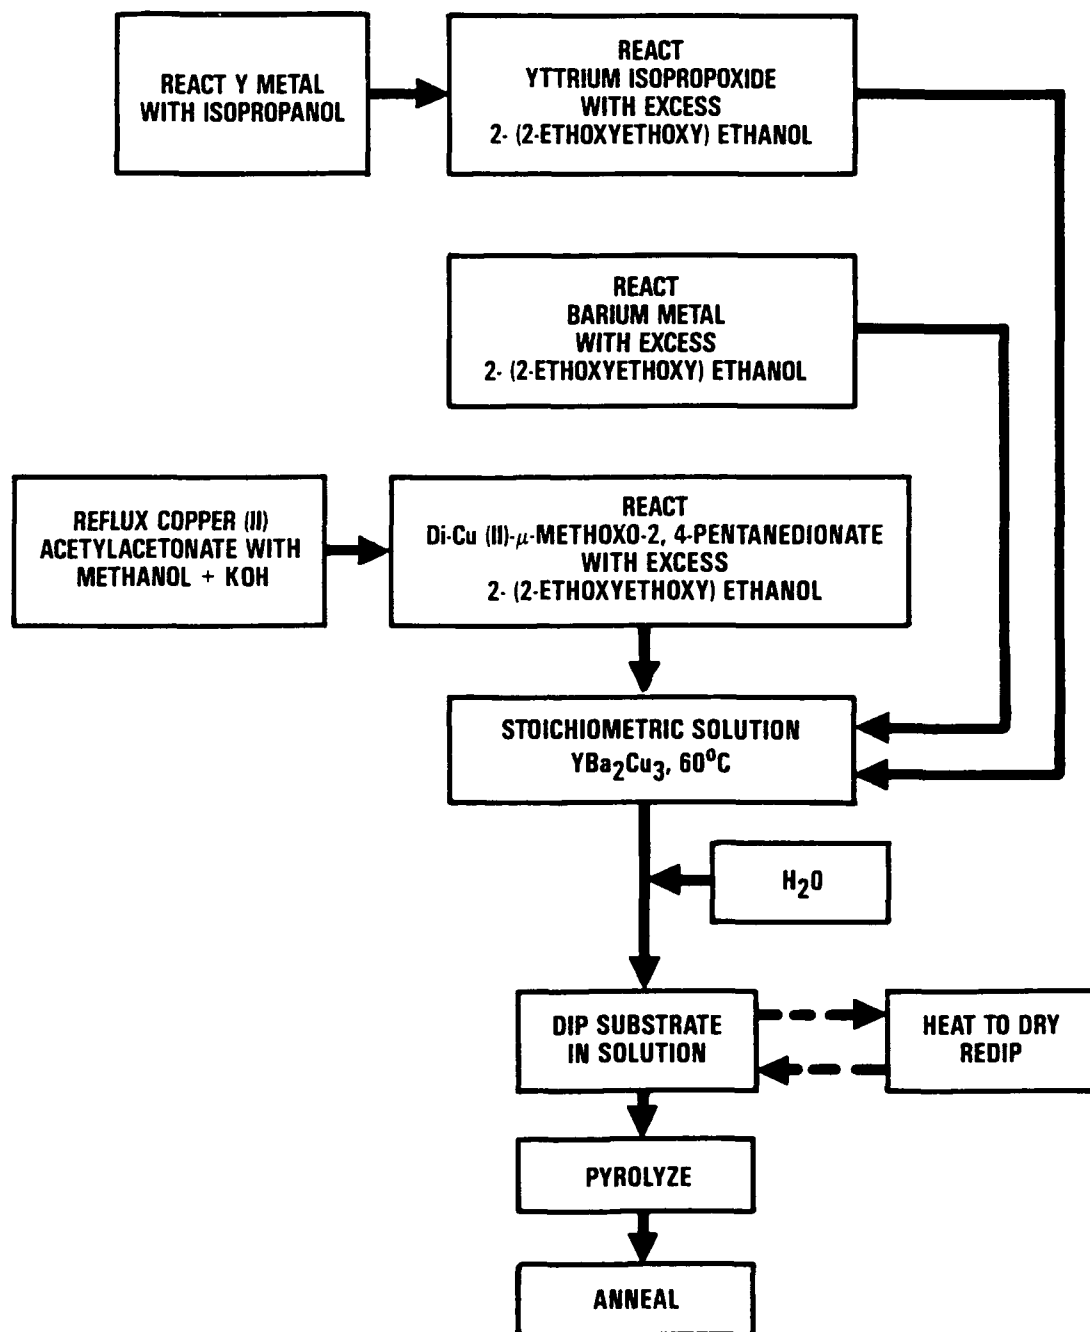 REACT Y METAL
WITH ISOPROPANOL
REACT
YTTRIUM ISOPROPOXIDE
WITH EXCESS
2- (2-ETHOXYETHOXY) ETHANOL
REACT
BARIUM METAL
WITH EXCESS
2- (2-ETHOXYETHOXY) ETHANOL
REFLUX COPPER (II)
ACETYLACETONATE WITH
METHANOL + KOH
REACT
Di-Cu (II)-μ-METHOXO-2, 4-PENTANEDIONATE
WITH EXCESS
2- (2-ETHOXYETHOXY) ETHANOL
STOICHIOMETRIC SOLUTION
YBa₂Cu₃, 60⁰C
H₂O
DIP SUBSTRATE
IN SOLUTION
HEAT TO DRY
REDIP
PYROLYZE
ANNEAL